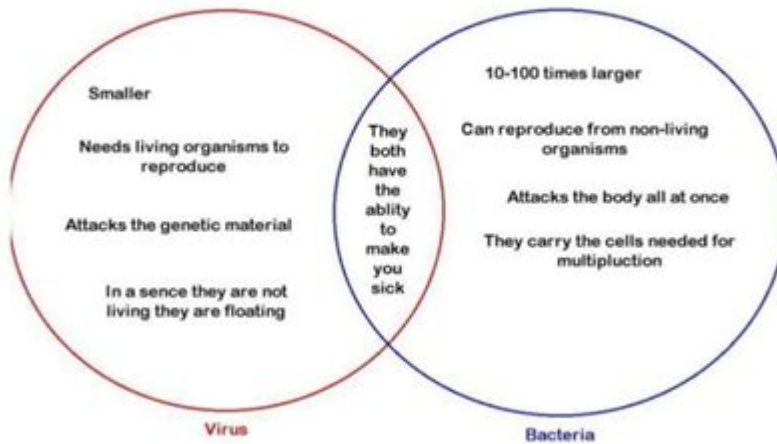 Smaller
Needs living organisms to
reproduce
Attacks the genetic material
In a sence they are not
living they are floating
They
both
have
the
ablity
to
make
you
sick
10-100 times larger
Can reproduce from non-living
organisms
Attacks the body all at once
They carry the cells needed for
multipluction
Virus
Bacteria